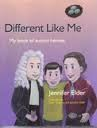 Different Like Me
My book of autism heroes
Jennifer Elder